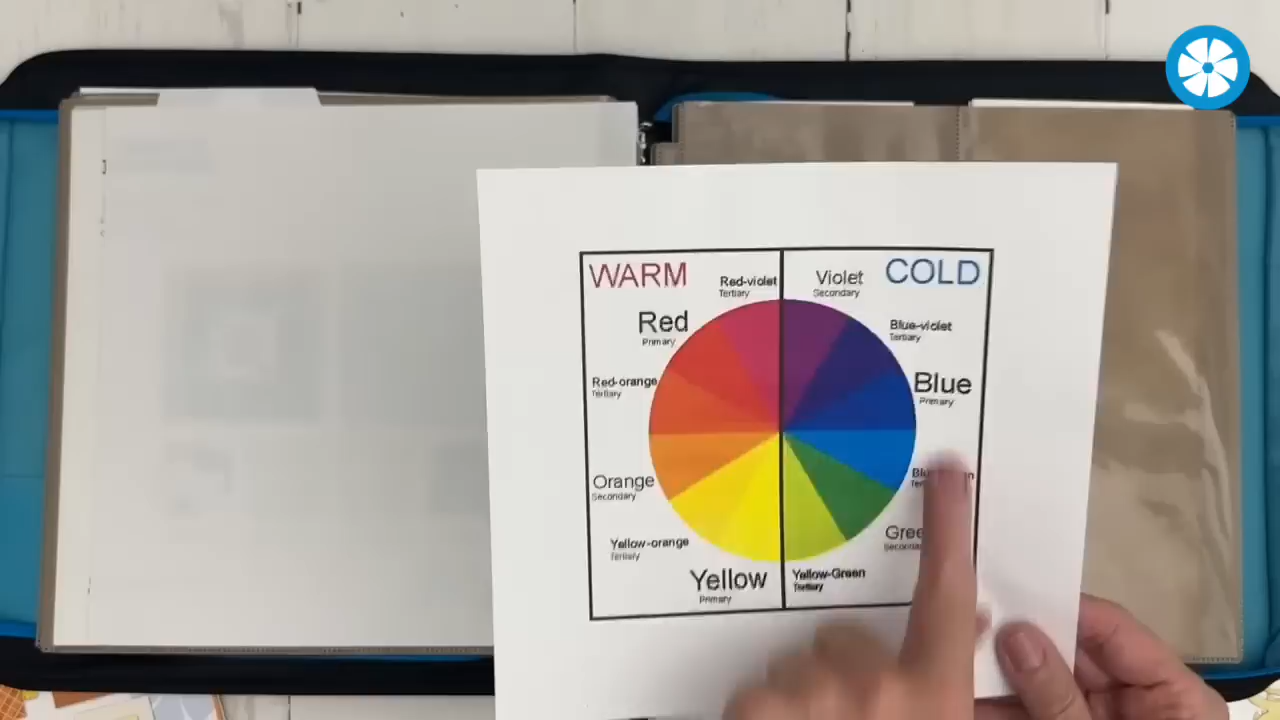 WARM
Red-violet
Tertiary
Red
Primary
Red-orange
Tertiary
Orange
Secondary
Yellow-orange
Tertiary
Yellow
Primary
Violet
Secondary
COLD
Blue-violet
Tertiary
Blue
Primary
Yellow-Green
Tertiary